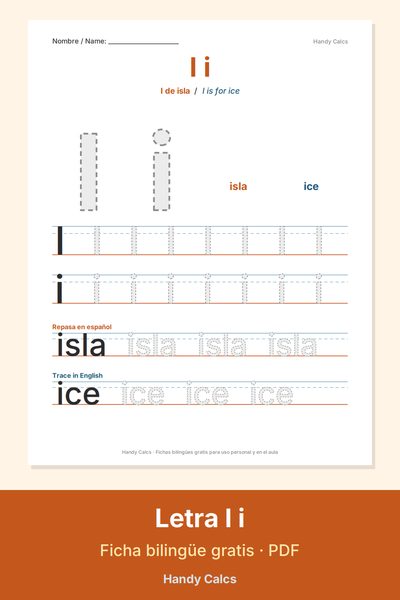 Nombre / Name: ____________________
Handy Calcs
I i
I de isla / I is for ice
I i
isla ice
I I I I I I I I
i i i i i i i i
Repasa en español
isla isla isla isla
Trace in English
ice ice ice ice
Handy Calcs · Fichas bilingües gratis para uso personal y en el aula
Letra I i
Ficha bilingüe gratis · PDF
Handy Calcs